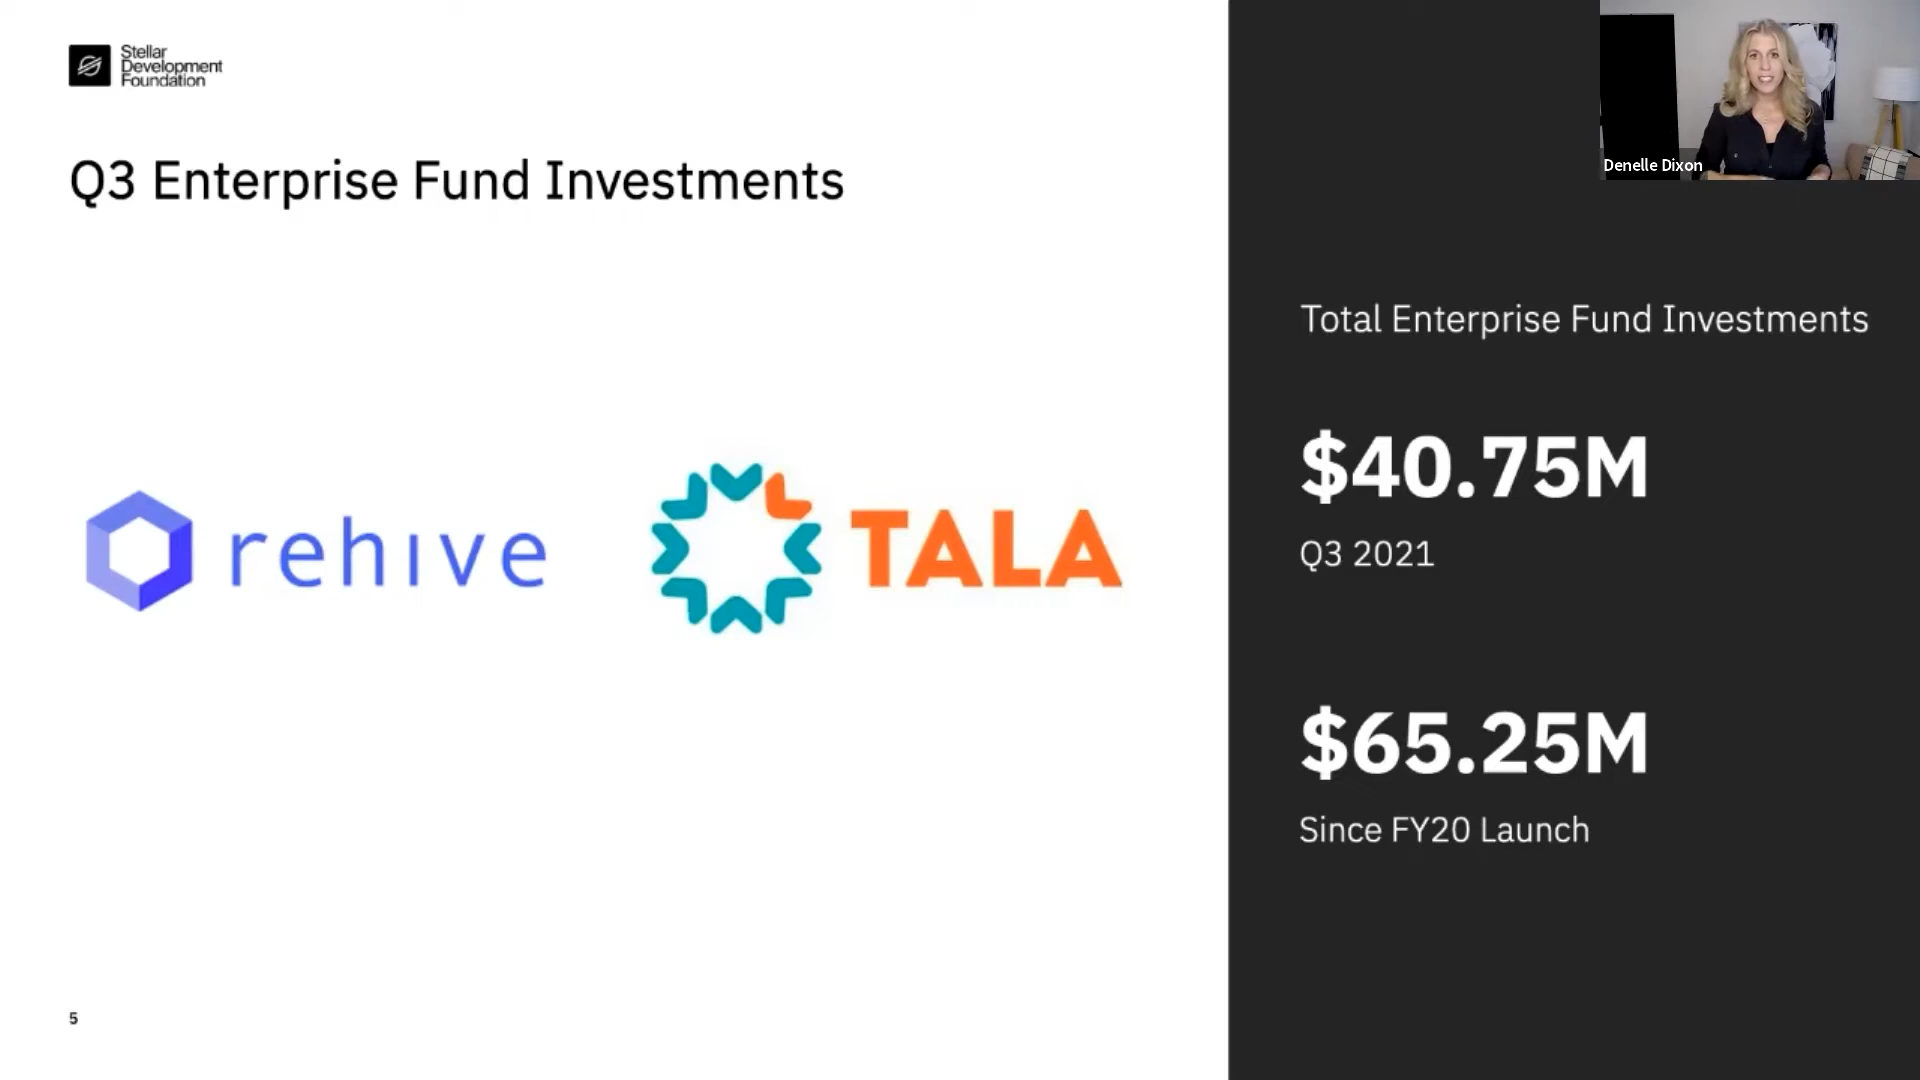 Stellar
Development
Foundation
Q3 Enterprise Fund Investments
rehive
TALA
Denelle Dixon
Total Enterprise Fund Investments
$40.75M
Q3 2021
$65.25M
Since FY20 Launch
5